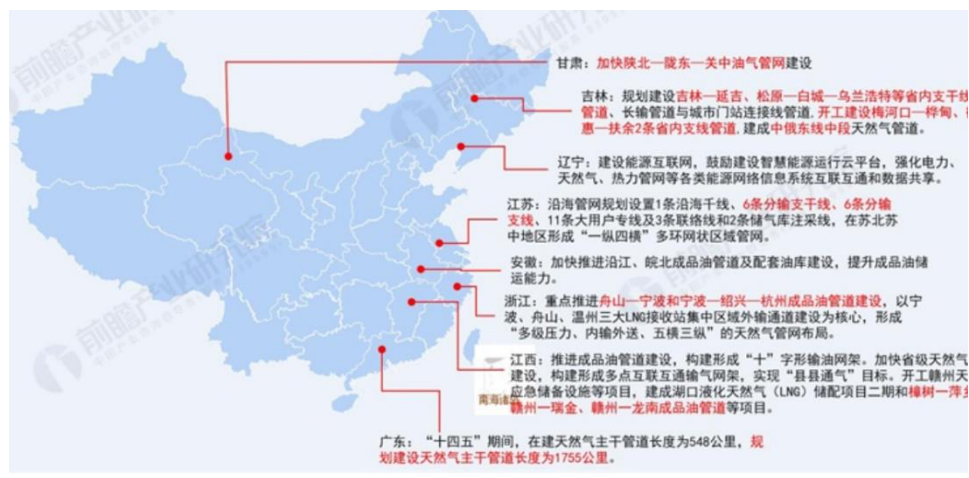 甘肃：加快陕北—陇东—关中油气管网建设
吉林：规划建设吉林—延吉、松原—白城—乌兰浩特等省内支干线
管道、长输管道与城市门站连接线管道，开工建设梅河口—桦甸、
惠—扶余2条省内支线管道，建成中俄东线中段天然气管道。
辽宁：建设能源互联网，鼓励建设智慧能源运行云平台，强化电力、
天然气、热力管网等各类能源网络信息系统互联互通和数据共享。
江苏：沿海管网规划设置1条沿海干线、6条分输支干线、6条分输
支线、11条大用户专线及3条联络线和2条储气库注采线，在苏北苏
中地区形成“一纵四横”多环网状区域管网。
安徽：加快推进沿江、皖北成品油管道及配套油库建设，提升成品油储
运能力。
浙江：重点推进舟山—宁波和宁波—绍兴—杭州成品油管道建设，以宁
波、舟山、温州三大LNG接收站集中区域外输通道建设为核心，形成
“多级压力、内输外送、五横三纵”的天然气管网布局。
江西：推进成品油管道建设，构建形成“十”字形输油网架。加快省级天然气
建设，构建形成多点互联互通输气网架，实现“县县通气”目标。开工赣州天
应急储备设施等项目，建成湖口液化天然气（LNG）储配项目二期和樟树—萍乡
赣州—瑞金、赣州—龙南成品油管道等项目。
南海诸
广东：“十四五”期间，在建天然气主干管道长度为548公里，规
划建设天然气主干管道长度为1755公里。
前瞻产业研究院
前瞻产业研究院